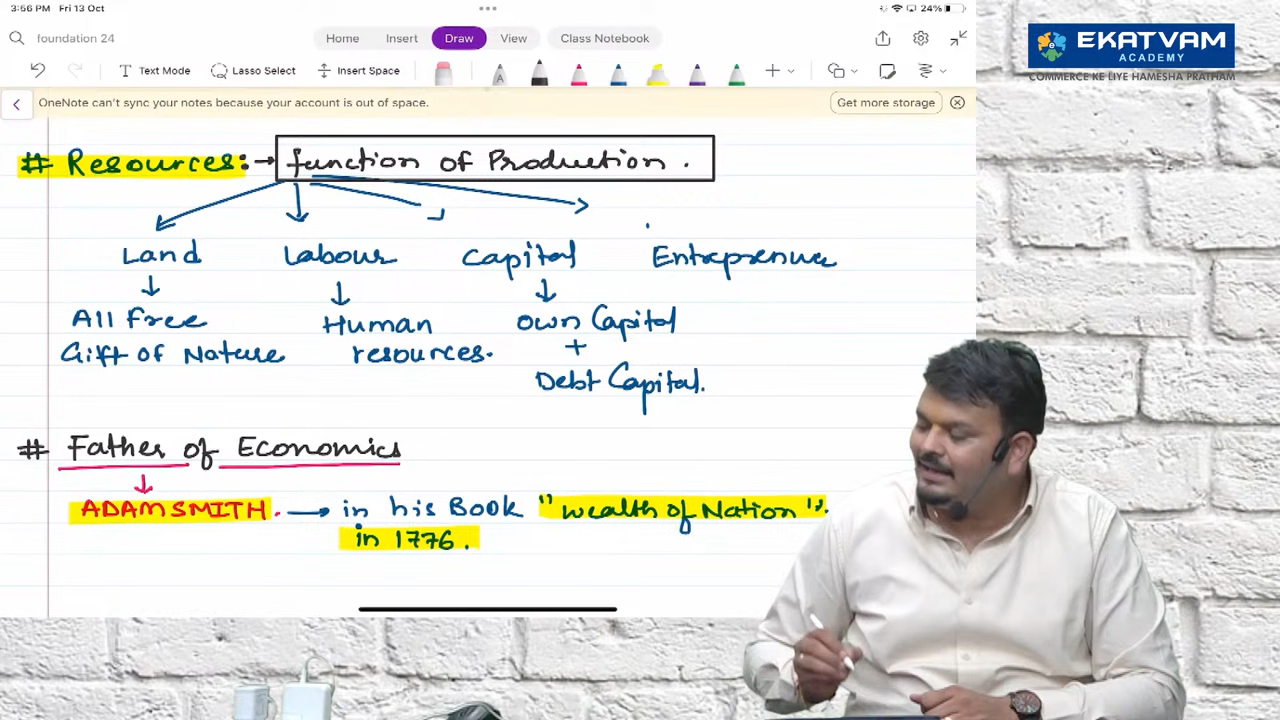 3:56 PM Fri 13 Oct
24%
foundation 24
Home Insert Draw View Class Notebook
Text Mode Lasso Select Insert Space
OneNote can't sync your notes because your account is out of space.
Get more storage
EKATVAM
ACADEMY
COMMERCE KE LIYE HAMESHA PRATHAM
# Resources:→ function of Production.
Land Labour Capital
All free Human own Capital
Gift of Nature resources. +
Debt Capital.
# Father of Economics
ADAM SMITH. → in his Book "Wealth of Nation".
in 1776.